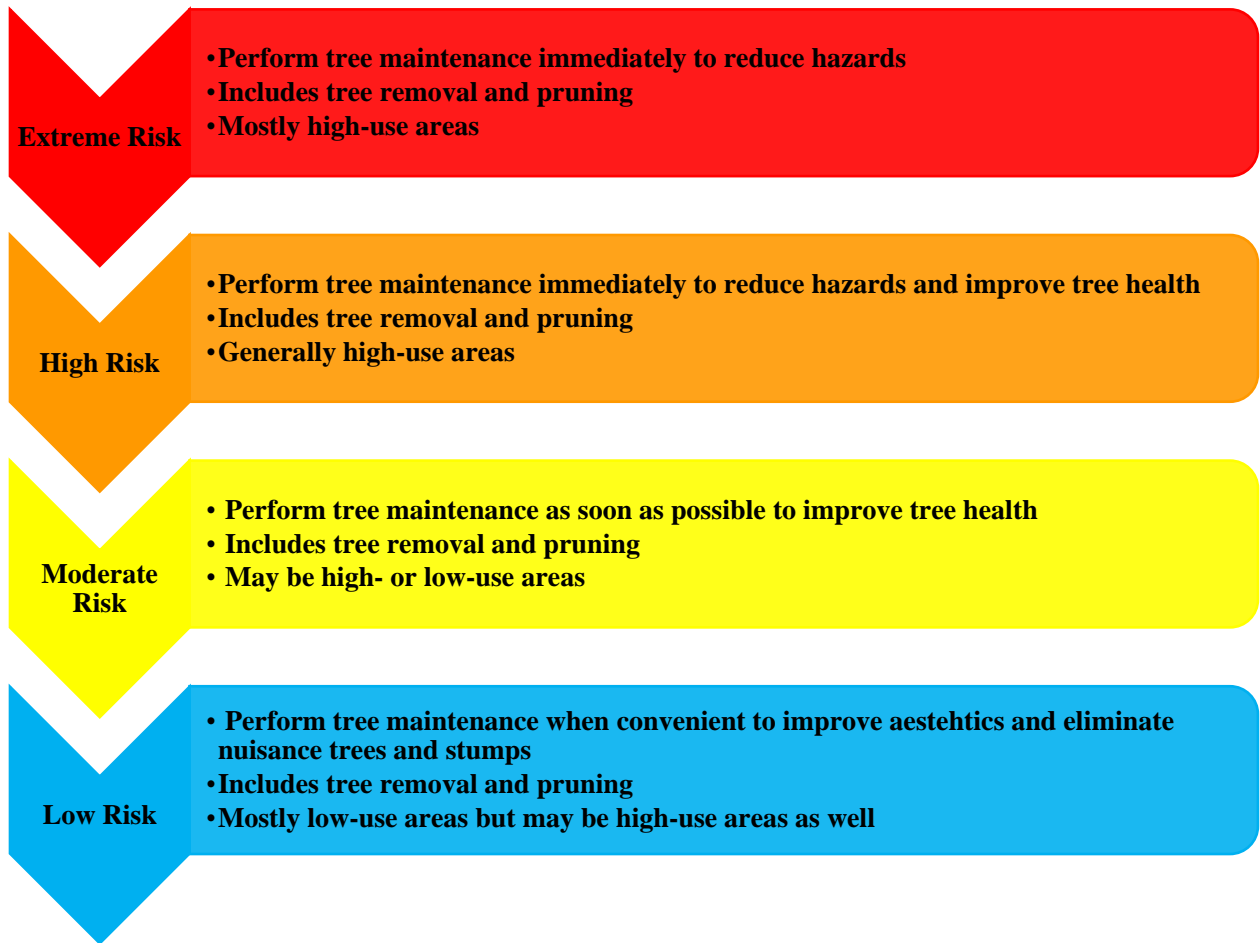 Extreme Risk
•Perform tree maintenance immediately to reduce hazards
•Includes tree removal and pruning
•Mostly high-use areas
High Risk
•Perform tree maintenance immediately to reduce hazards and improve tree health
•Includes tree removal and pruning
•Generally high-use areas
Moderate
Risk
• Perform tree maintenance as soon as possible to improve tree health
• Includes tree removal and pruning
• May be high- or low-use areas
Low Risk
• Perform tree maintenance when convenient to improve aestehtics and eliminate
nuisance trees and stumps
•Includes tree removal and pruning
•Mostly low-use areas but may be high-use areas as well